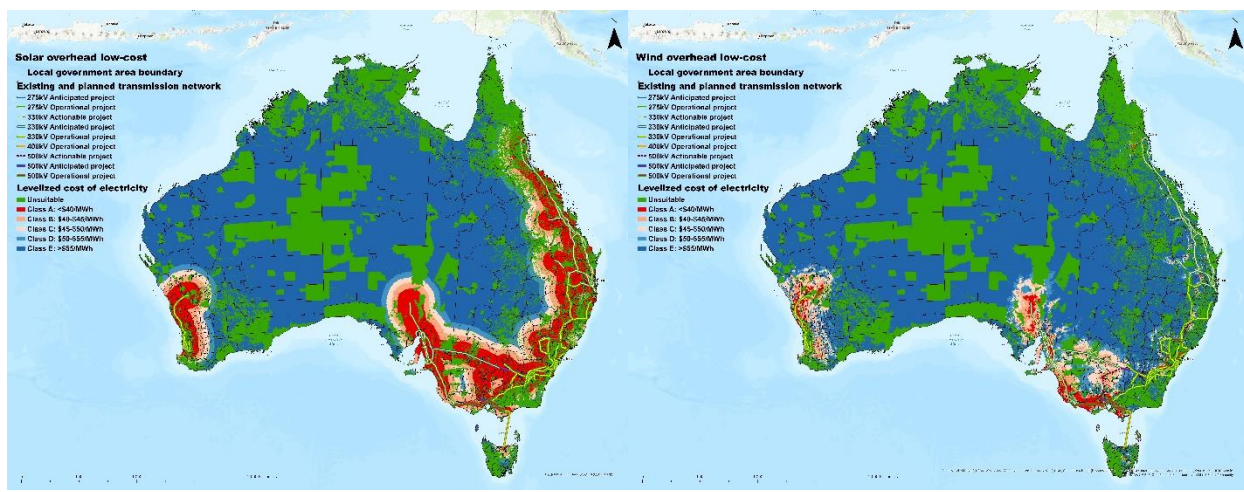 Solar overhead low-cost
Local government area boundary
Existing and planned transmission network
275kV Anticipated project
275kV Operational project
330kV Actionable project
330kV Anticipated project
330kV Operational project
400kV Operational project
500kV Actionable project
500kV Anticipated project
500kV Operational project
Levelized cost of electricity
Unsuitable
Class A: <$40/MWh
Class B: $40-$45/MWh
Class C: $45-$50/MWh
Class D: $50-$55/MWh
Class E: >$55/MWh
Wind overhead low-cost
Local government area boundary
Existing and planned transmission network
275kV Anticipated project
275kV Operational project
330kV Actionable project
330kV Anticipated project
330kV Operational project
400kV Operational project
500kV Actionable project
500kV Anticipated project
500kV Operational project
Levelized cost of electricity
Unsuitable
Class A: <$40/MWh
Class B: $40-$45/MWh
Class C: $45-$50/MWh
Class D: $50-$55/MWh
Class E: >$55/MWh